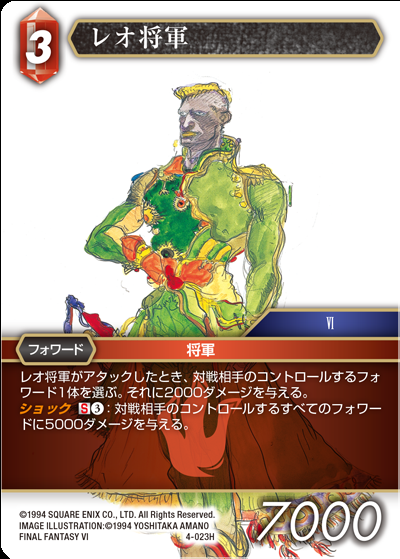 3
レオ将軍
VI
フォワード
将軍
レオ将軍がアタックしたとき、対戦相手のコントロールするフォ
ワード1体を選ぶ。それに2000ダメージを与える。
ショック S3：対戦相手のコントロールするすべてのフォワー
ドに5000ダメージを与える。
©1994 SQUARE ENIX CO., LTD. All Rights Reserved.
IMAGE ILLUSTRATION:©1994 YOSHITAKA AMANO
FINAL FANTASY VI
4-023H
7000